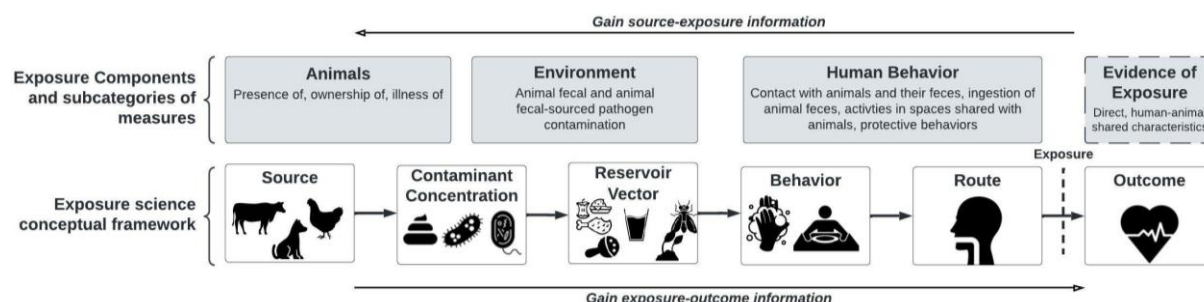 Gain source-exposure information
Exposure Components
and subcategories of
measures
Animals
Presence of, ownership of, illness of
Environment
Animal fecal and animal
fecal-sourced pathogen
contamination
Human Behavior
Contact with animals and their feces, ingestion of
animal feces, activties in spaces shared with
animals, protective behaviors
Evidence of
Exposure
Direct, human-animal
shared characteristics
Exposure
Exposure science
conceptual framework
Source
Contaminant
Concentration
Reservoir
Vector
Behavior
Route
Outcome
Gain exposure-outcome information